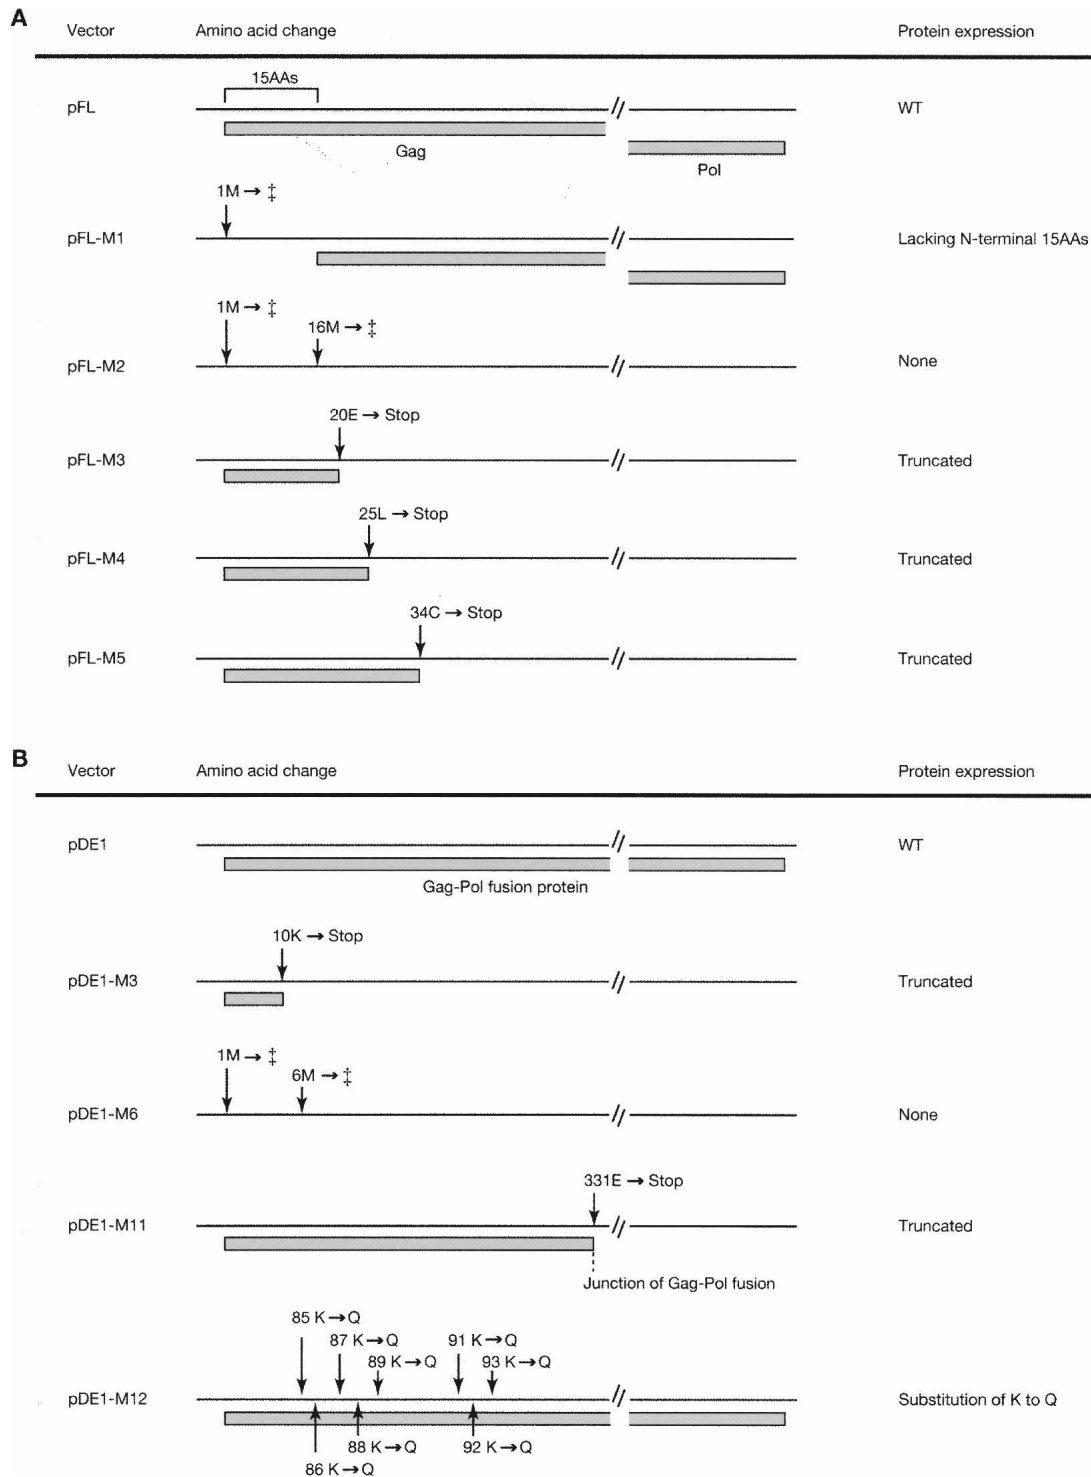 A
Vector Amino acid change Protein expression
15AAs
pFL WT
Gag
Pol
1M → ‡
pFL-M1 Lacking N-terminal 15AAs
1M → ‡
16M → ‡
pFL-M2 None
20E → Stop
pFL-M3 Truncated
25L → Stop
pFL-M4 Truncated
34C → Stop
pFL-M5 Truncated
B
Vector Amino acid change Protein expression
pDE1 WT
Gag-Pol fusion protein
10K → Stop
pDE1-M3 Truncated
1M → ‡
6M → ‡
pDE1-M6 None
331E → Stop
pDE1-M11 Truncated
Junction of Gag-Pol fusion
85 K → Q
87 K → Q 91 K → Q
89 K → Q 93 K → Q
pDE1-M12 Substitution of K to Q
88 K → Q 92 K → Q
86 K → Q